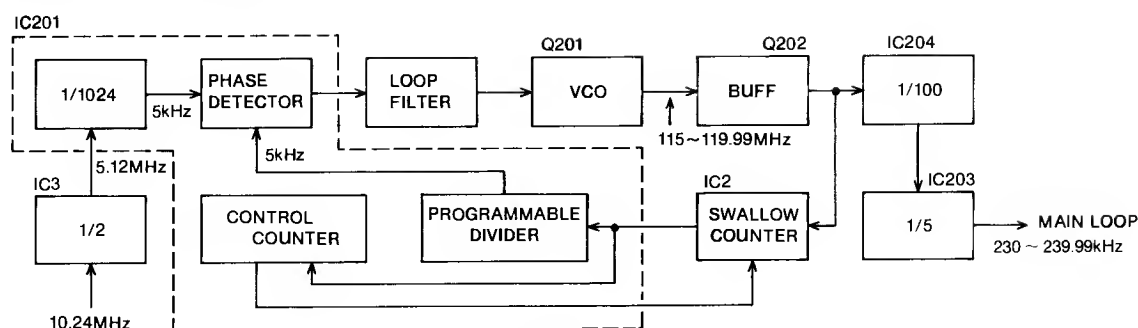 IC201
1/1024
5kHz
PHASE
DETECTOR
LOOP
FILTER
Q201
VCO
115~119.99MHz
Q202
BUFF
IC204
1/100
5.12MHz
IC3
1/2
10.24MHz
5kHz
CONTROL
COUNTER
PROGRAMMABLE
DIVIDER
IC2
SWALLOW
COUNTER
IC203
1/5
MAIN LOOP
230 ~ 239.99kHz